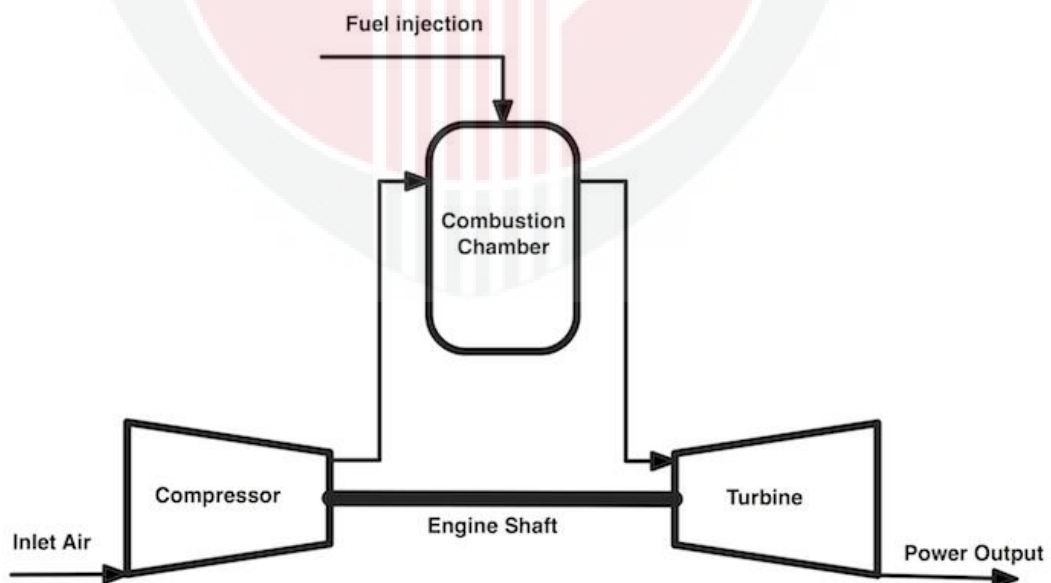 Fuel injection
Combustion
Chamber
Compressor
Turbine
Engine Shaft
Inlet Air
Power Output